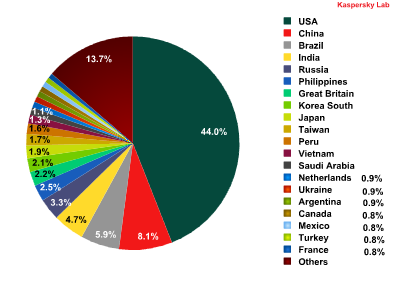 Kaspersky Lab
USA
China
Brazil
India
Russia
Philippines
Great Britain
Korea South
Japan
Taiwan
Peru
Vietnam
Saudi Arabia
Netherlands 0.9%
Ukraine 0.9%
Argentina 0.9%
Canada 0.8%
Mexico 0.8%
Turkey 0.8%
France 0.8%
Others
13.7%
44.0%
8.1%
5.9%
4.7%
3.3%
2.5%
2.2%
2.1%
1.9%
1.7%
1.6%
1.3%
1.1%